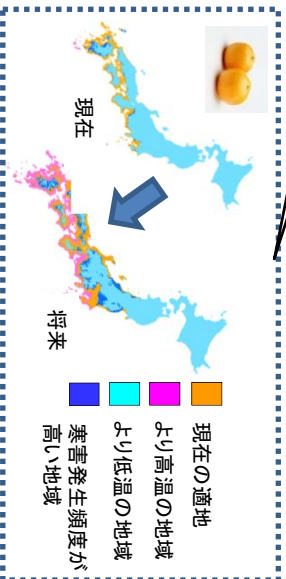 現在
将来
現在の適地
より高温の地域
より低温の地域
寒害発生頻度が
高い地域